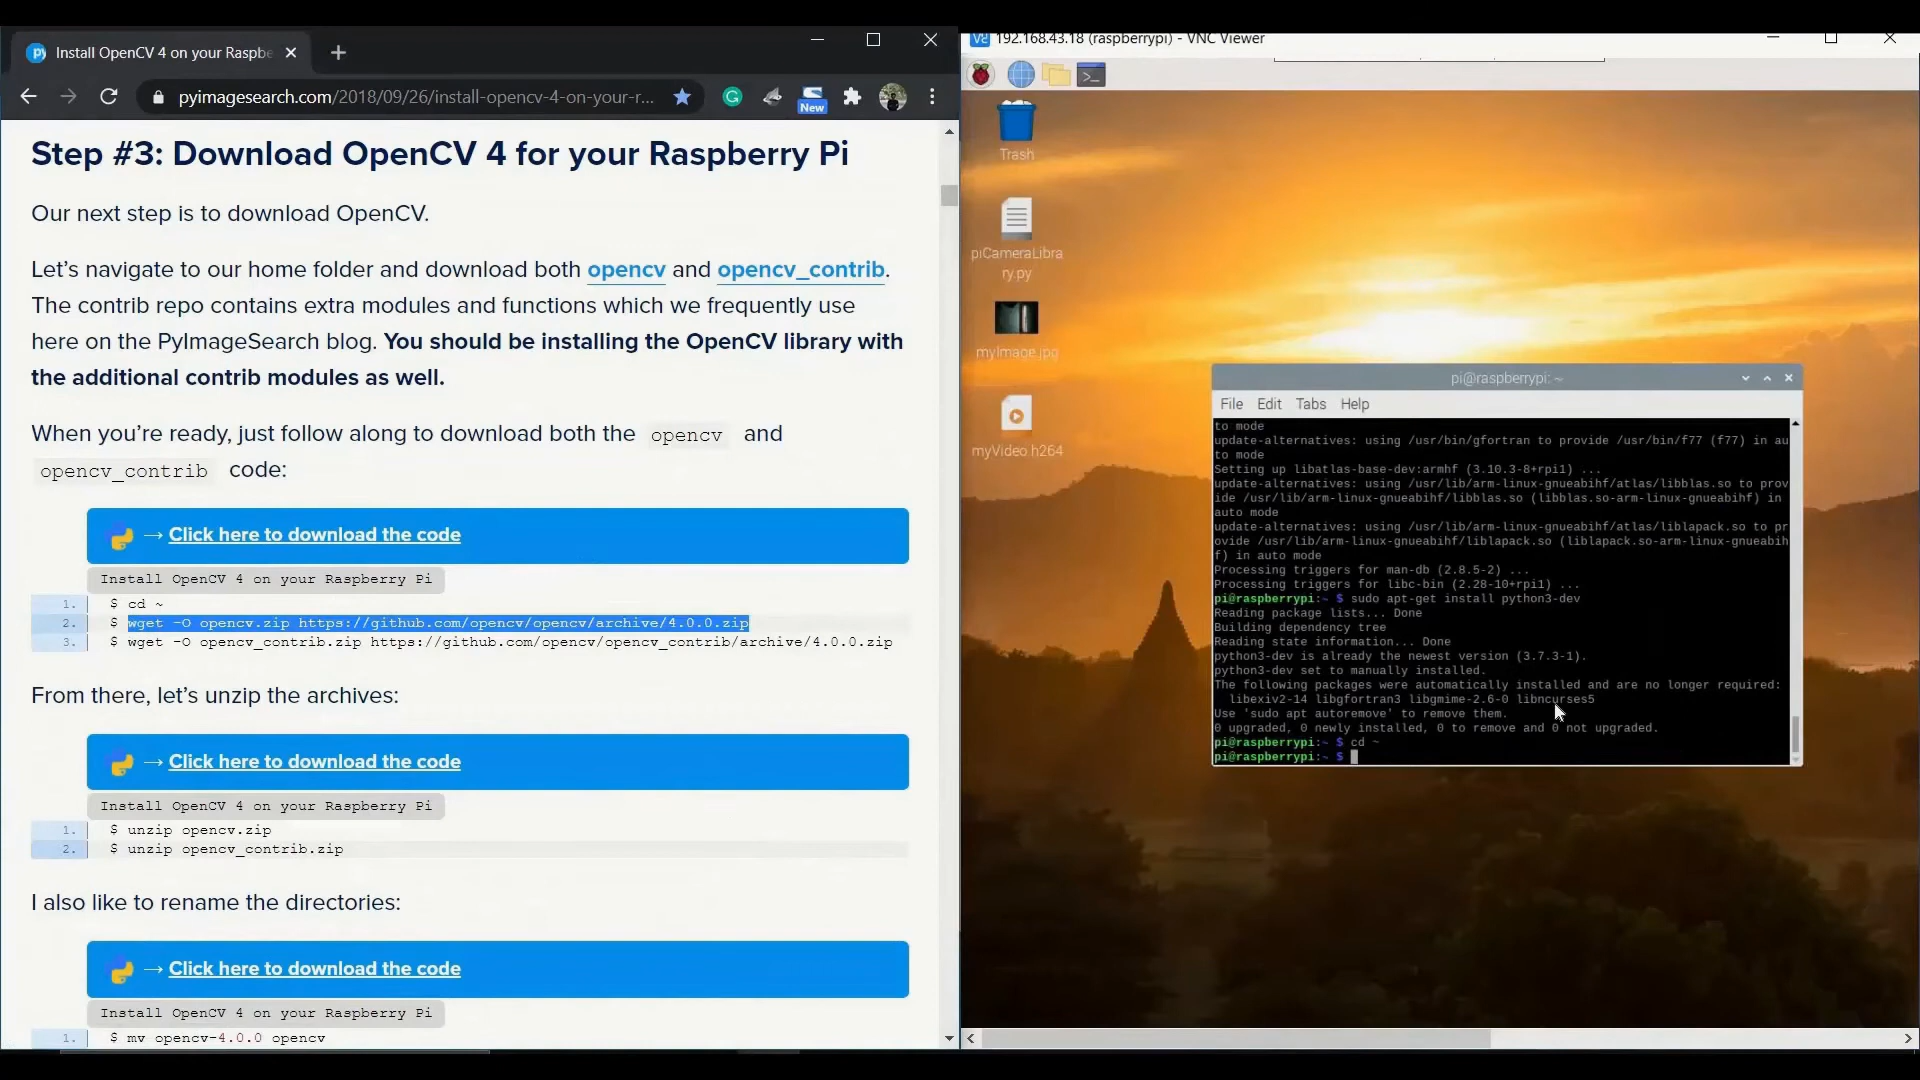 Install OpenCV 4 on your Raspbe
pyimagesearch.com/2018/09/26/install-opencv-4-on-your-r...
New
Step #3: Download OpenCV 4 for your Raspberry Pi
Our next step is to download OpenCV.
Let’s navigate to our home folder and download both opencv and opencv_contrib.
The contrib repo contains extra modules and functions which we frequently use
here on the PyImageSearch blog. You should be installing the OpenCV library with
the additional contrib modules as well.
When you’re ready, just follow along to download both the opencv and
opencv_contrib code:
→ Click here to download the code
Install OpenCV 4 on your Raspberry Pi
1. $ cd ~
2. $ wget -O opencv.zip https://github.com/opencv/opencv/archive/4.0.0.zip
3. $ wget -O opencv_contrib.zip https://github.com/opencv/opencv_contrib/archive/4.0.0.zip
From there, let’s unzip the archives:
→ Click here to download the code
Install OpenCV 4 on your Raspberry Pi
1. $ unzip opencv.zip
2. $ unzip opencv_contrib.zip
I also like to rename the directories:
→ Click here to download the code
Install OpenCV 4 on your Raspberry Pi
1. $ mv opencv-4.0.0 opencv
192.168.43.18 (raspberrypi) - VNC Viewer
Trash
piCameraLibra
ry.py
myImage.jpg
myVideo h264
pi@raspberrypi: ~
File Edit Tabs Help
to mode
update-alternatives: using /usr/bin/gfortran to provide /usr/bin/f77 (f77) in au
to mode
Setting up libatlas-base-dev:armhf (3.10.3-8+rpi1) ...
update-alternatives: using /usr/lib/arm-linux-gnueabihf/atlas/libblas.so to prov
ide /usr/lib/arm-linux-gnueabihf/libblas.so (libblas.so-arm-linux-gnueabihf) in
auto mode
update-alternatives: using /usr/lib/arm-linux-gnueabihf/atlas/liblapack.so to pr
ovide /usr/lib/arm-linux-gnueabihf/liblapack.so (liblapack.so-arm-linux-gnueabih
f) in auto mode
Processing triggers for man-db (2.8.5-2) ...
Processing triggers for libc-bin (2.28-10+rpi1) ...
pi@raspberrypi:~ $ sudo apt-get install python3-dev
Reading package lists... Done
Building dependency tree
Reading state information... Done
python3-dev is already the newest version (3.7.3-1).
python3-dev set to manually installed.
The following packages were automatically installed and are no longer required:
libexiv2-14 libgfortran3 libgmime-2.6-0 libncurses5
Use 'sudo apt autoremove' to remove them.
0 upgraded, 0 newly installed, 0 to remove and 0 not upgraded.
pi@raspberrypi:~ $ cd ~
pi@raspberrypi:~ $